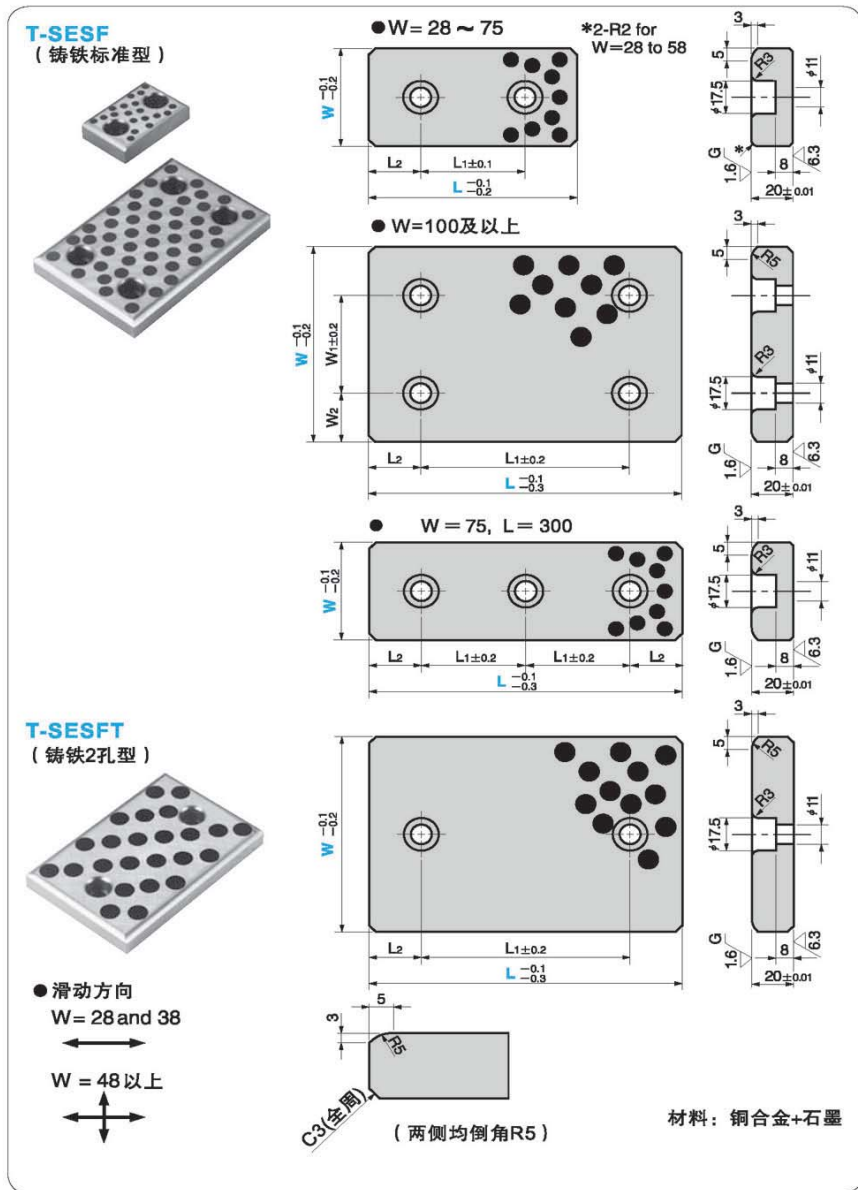 T-SESF
（铸铁标准型）
●W= 28 ~ 75
*2-R2 for
W=28 to 58
W -0.1 -0.2
L2
L1±0.1
L -0.1 -0.2
3
5
R3
φ17.5
φ11
*
G
1.6
8
6.3
20±0.01
●W=100及以上
W -0.1 -0.2
W1±0.2
W2
L2
L1±0.2
L -0.1 -0.3
3
5
R5
R3
φ17.5
φ11
G
1.6
8
6.3
20±0.01
● W = 75, L = 300
W -0.1 -0.2
L2
L1±0.2
L1±0.2
L2
L -0.1 -0.3
3
5
R3
φ17.5
φ11
G
1.6
8
6.3
20±0.01
T-SESFT
（铸铁2孔型）
W -0.1 -0.2
L2
L1±0.2
L -0.1 -0.3
3
5
R5
R3
φ17.5
φ11
G
1.6
8
6.3
20±0.01
●滑动方向
W= 28 and 38
W = 48以上
5
3
R5
C3(全周)
（两侧均倒角R5）
材料：铜合金+石墨